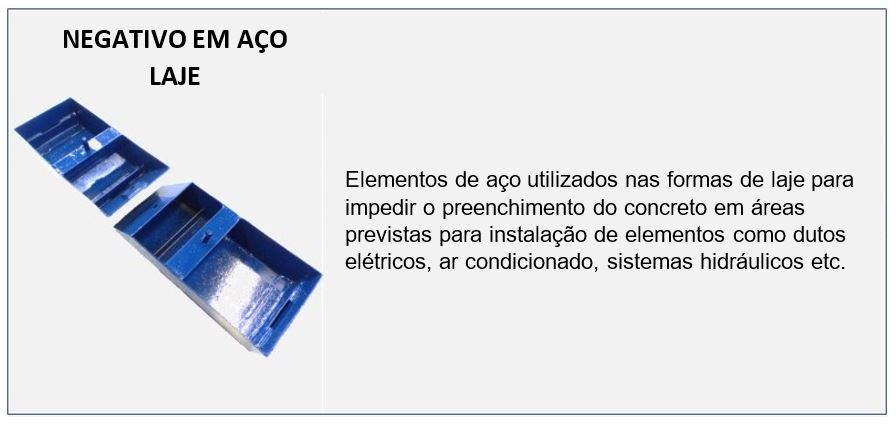 NEGATIVO EM AÇO
LAJE
Elementos de aço utilizados nas formas de laje para
impedir o preenchimento do concreto em áreas
previstas para instalação de elementos como dutos
elétricos, ar condicionado, sistemas hidráulicos etc.